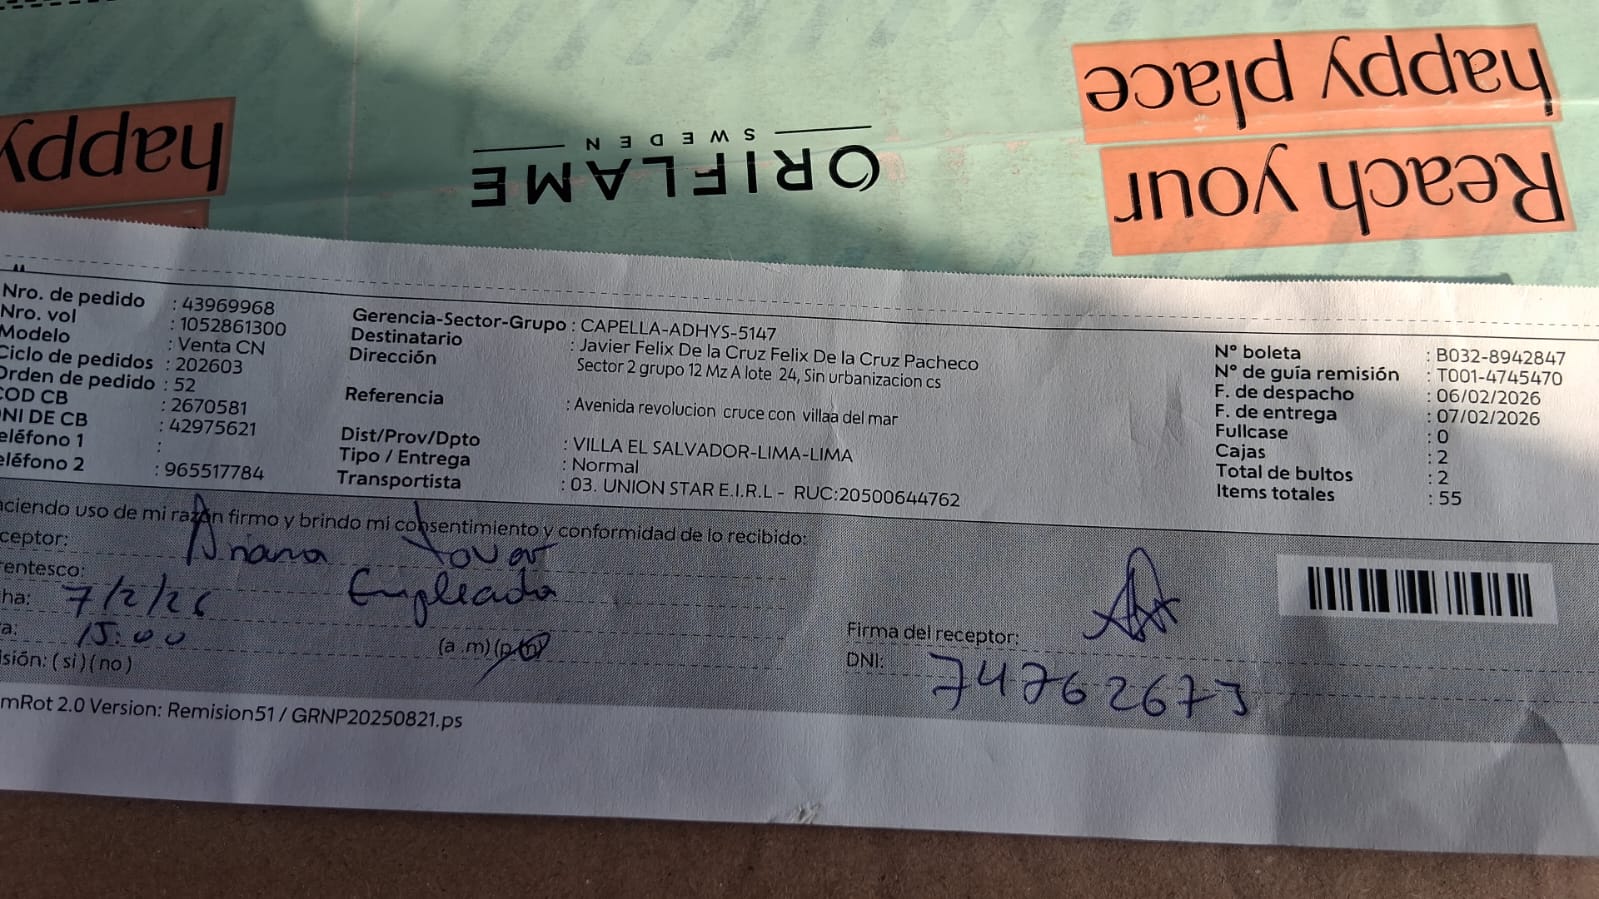 happy place
Reach your
happy
ORIFLAME
SWEDEN
Nro. de pedido : 43969968
Nro. vol : 1052861300
Modelo : Venta CN
Ciclo de pedidos : 202603
Orden de pedido : 52
COD CB : 2670581
DNI DE CB : 42975621
eléfono 1 :
eléfono 2 : 965517784
Gerencia-Sector-Grupo : CAPELLA-ADHYS-5147
Destinatario : Javier Felix De la Cruz Felix De la Cruz Pacheco
Dirección Sector 2 grupo 12 Mz A lote 24, Sin urbanizacion cs
Referencia : Avenida revolucion cruce con villaa del mar
Dist/Prov/Dpto : VILLA EL SALVADOR-LIMA-LIMA
Tipo / Entrega : Normal
Transportista : 03. UNION STAR E.I.R.L - RUC:20500644762
N° boleta : B032-8942847
N° de guía remisión : T001-4745470
F. de despacho : 06/02/2026
F. de entrega : 07/02/2026
Fullcase : 0
Cajas : 2
Total de bultos : 2
Items totales : 55
aciendo uso de mi razón firmo y brindo mi consentimiento y conformidad de lo recibido:
ceptor: Ariana Tovar
rentesco: Empleada
ha: 7/2/26
a: 15:00 (a.m)(p.m)
isión: (si)(no)
Firma del receptor:
DNI: 74762673
mRot 2.0 Version: Remision51 / GRNP20250821.ps